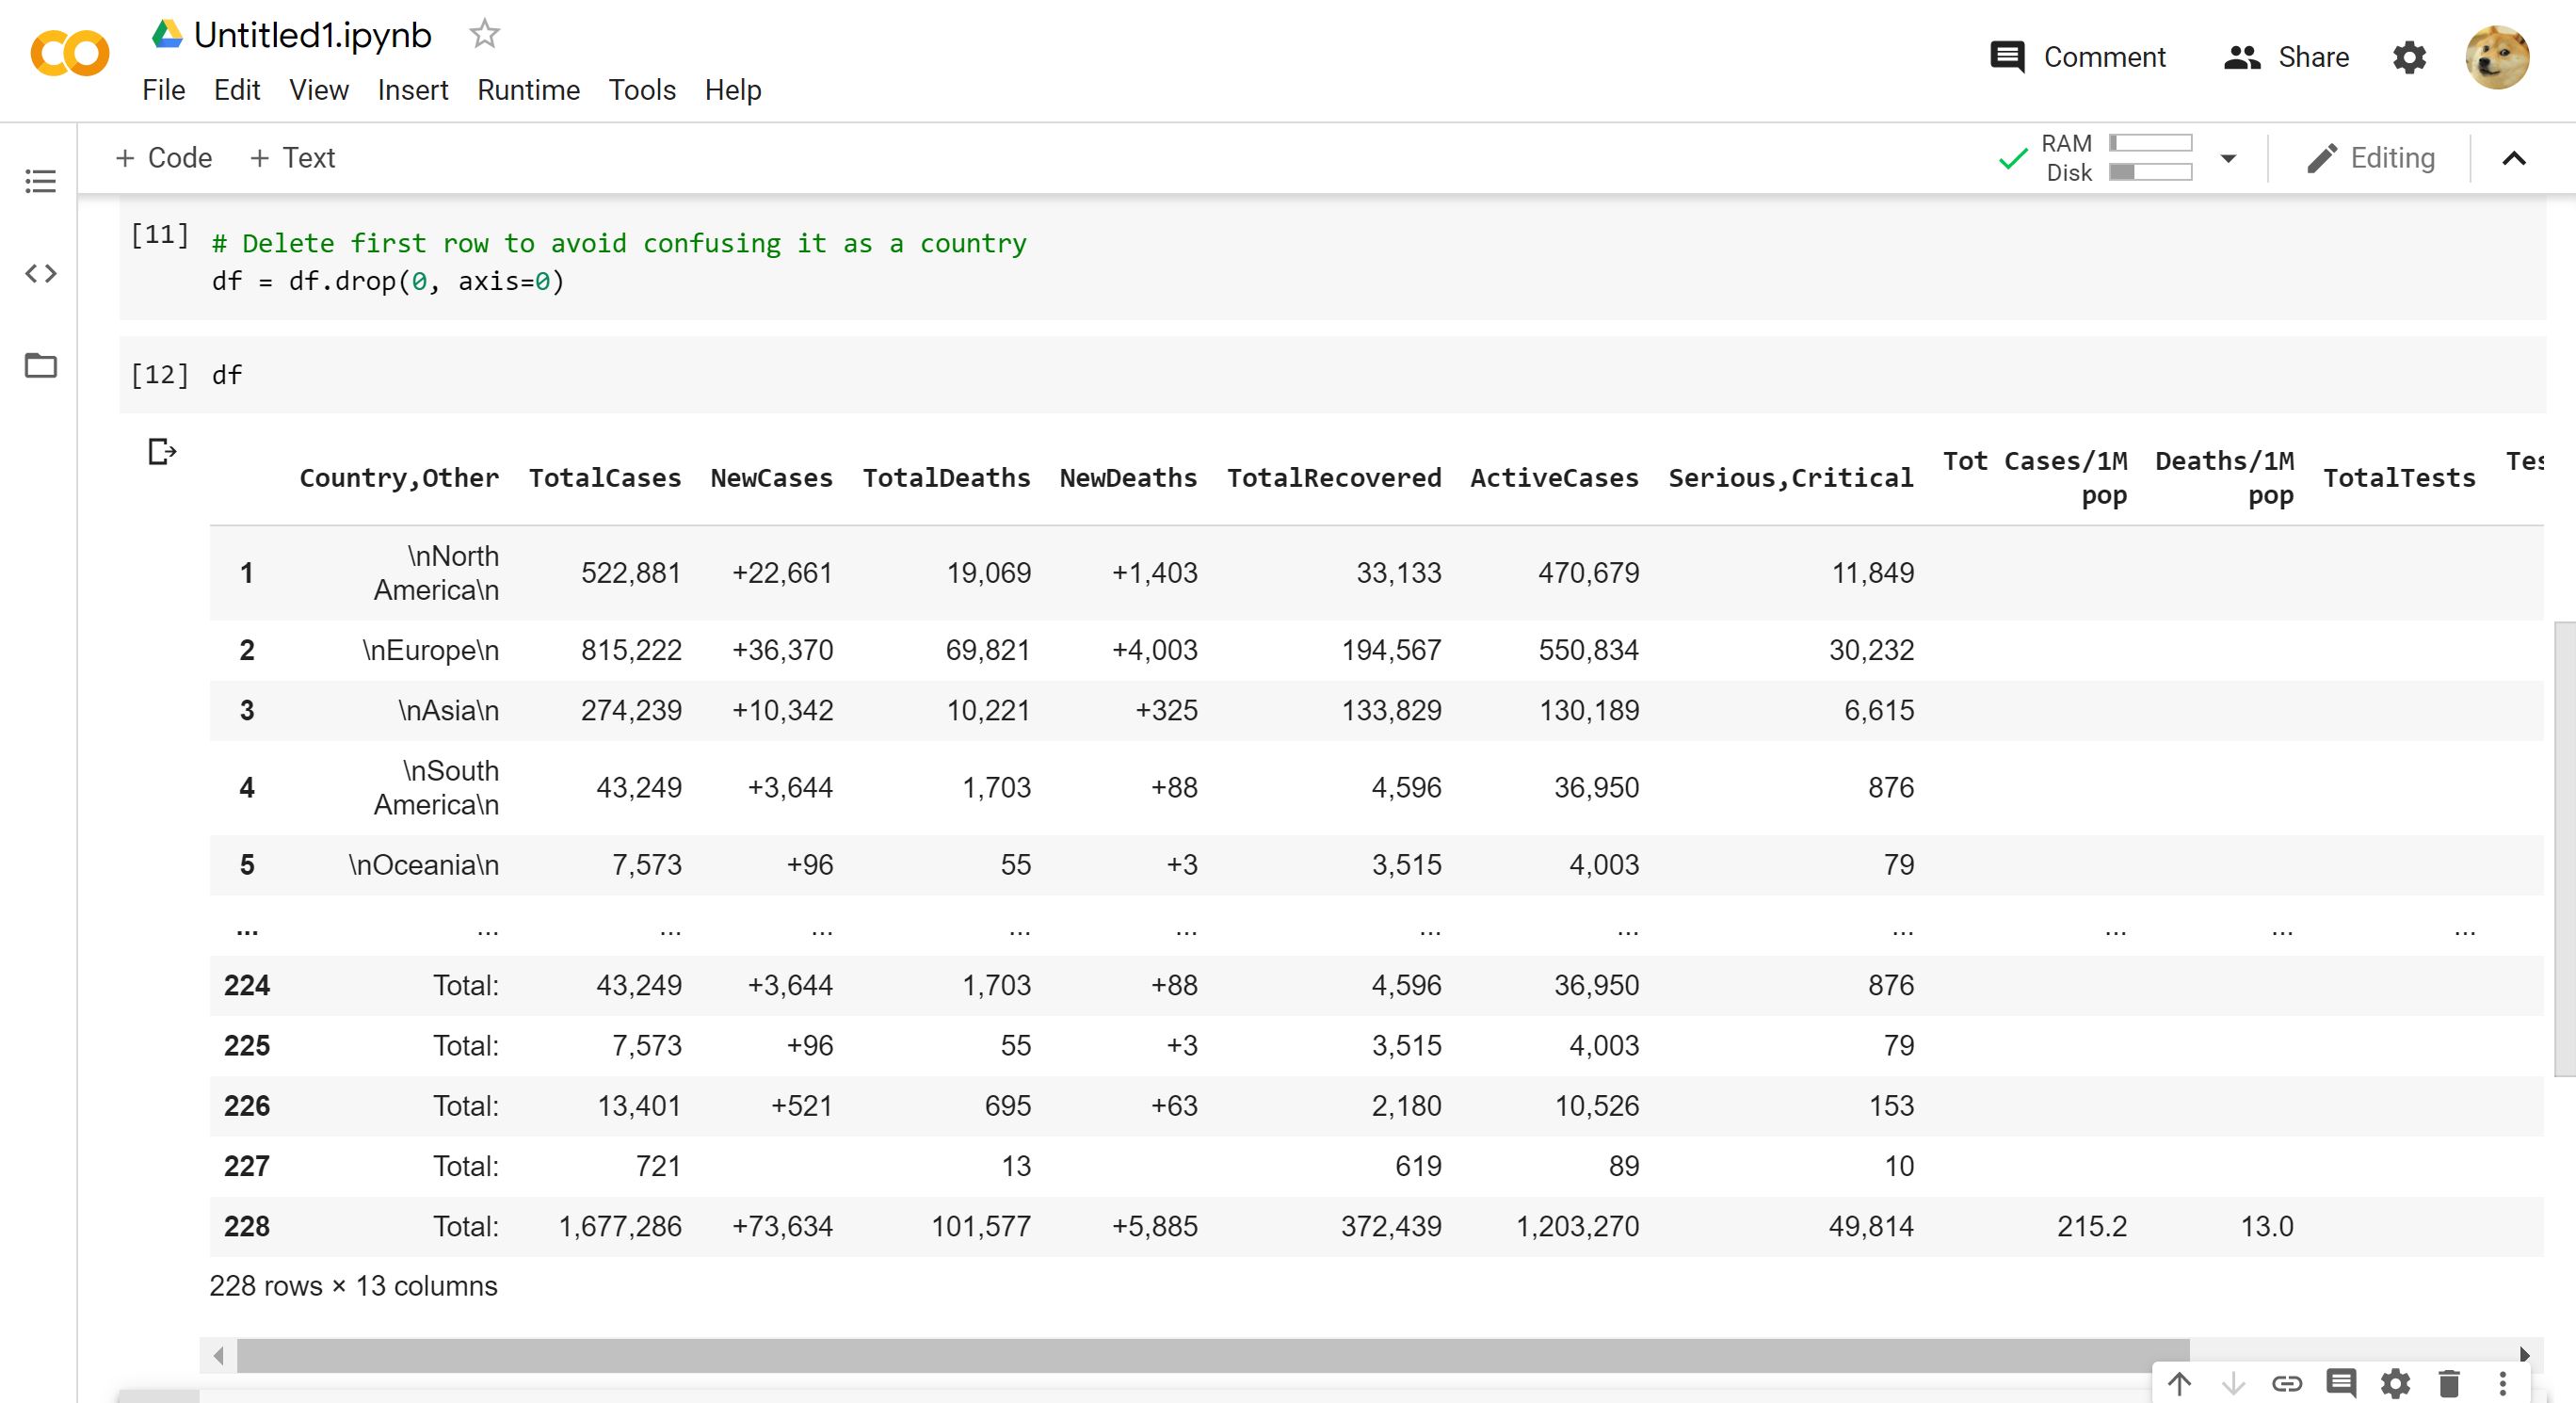 Untitled1.ipynb
File Edit View Insert Runtime Tools Help
Comment Share
+ Code + Text
RAM
Disk
Editing
[11] # Delete first row to avoid confusing it as a country
df = df.drop(0, axis=0)
[12] df
Country,Other TotalCases NewCases TotalDeaths NewDeaths TotalRecovered ActiveCases Serious,Critical Tot Cases/1M pop Deaths/1M pop TotalTests Tes
1 \nNorth America\n 522,881 +22,661 19,069 +1,403 33,133 470,679 11,849
2 \nEurope\n 815,222 +36,370 69,821 +4,003 194,567 550,834 30,232
3 \nAsia\n 274,239 +10,342 10,221 +325 133,829 130,189 6,615
4 \nSouth America\n 43,249 +3,644 1,703 +88 4,596 36,950 876
5 \nOceania\n 7,573 +96 55 +3 3,515 4,003 79
... ... ... ... ... ... ... ... ... ... ... ...
224 Total: 43,249 +3,644 1,703 +88 4,596 36,950 876
225 Total: 7,573 +96 55 +3 3,515 4,003 79
226 Total: 13,401 +521 695 +63 2,180 10,526 153
227 Total: 721 13 619 89 10
228 Total: 1,677,286 +73,634 101,577 +5,885 372,439 1,203,270 49,814 215.2 13.0
228 rows × 13 columns